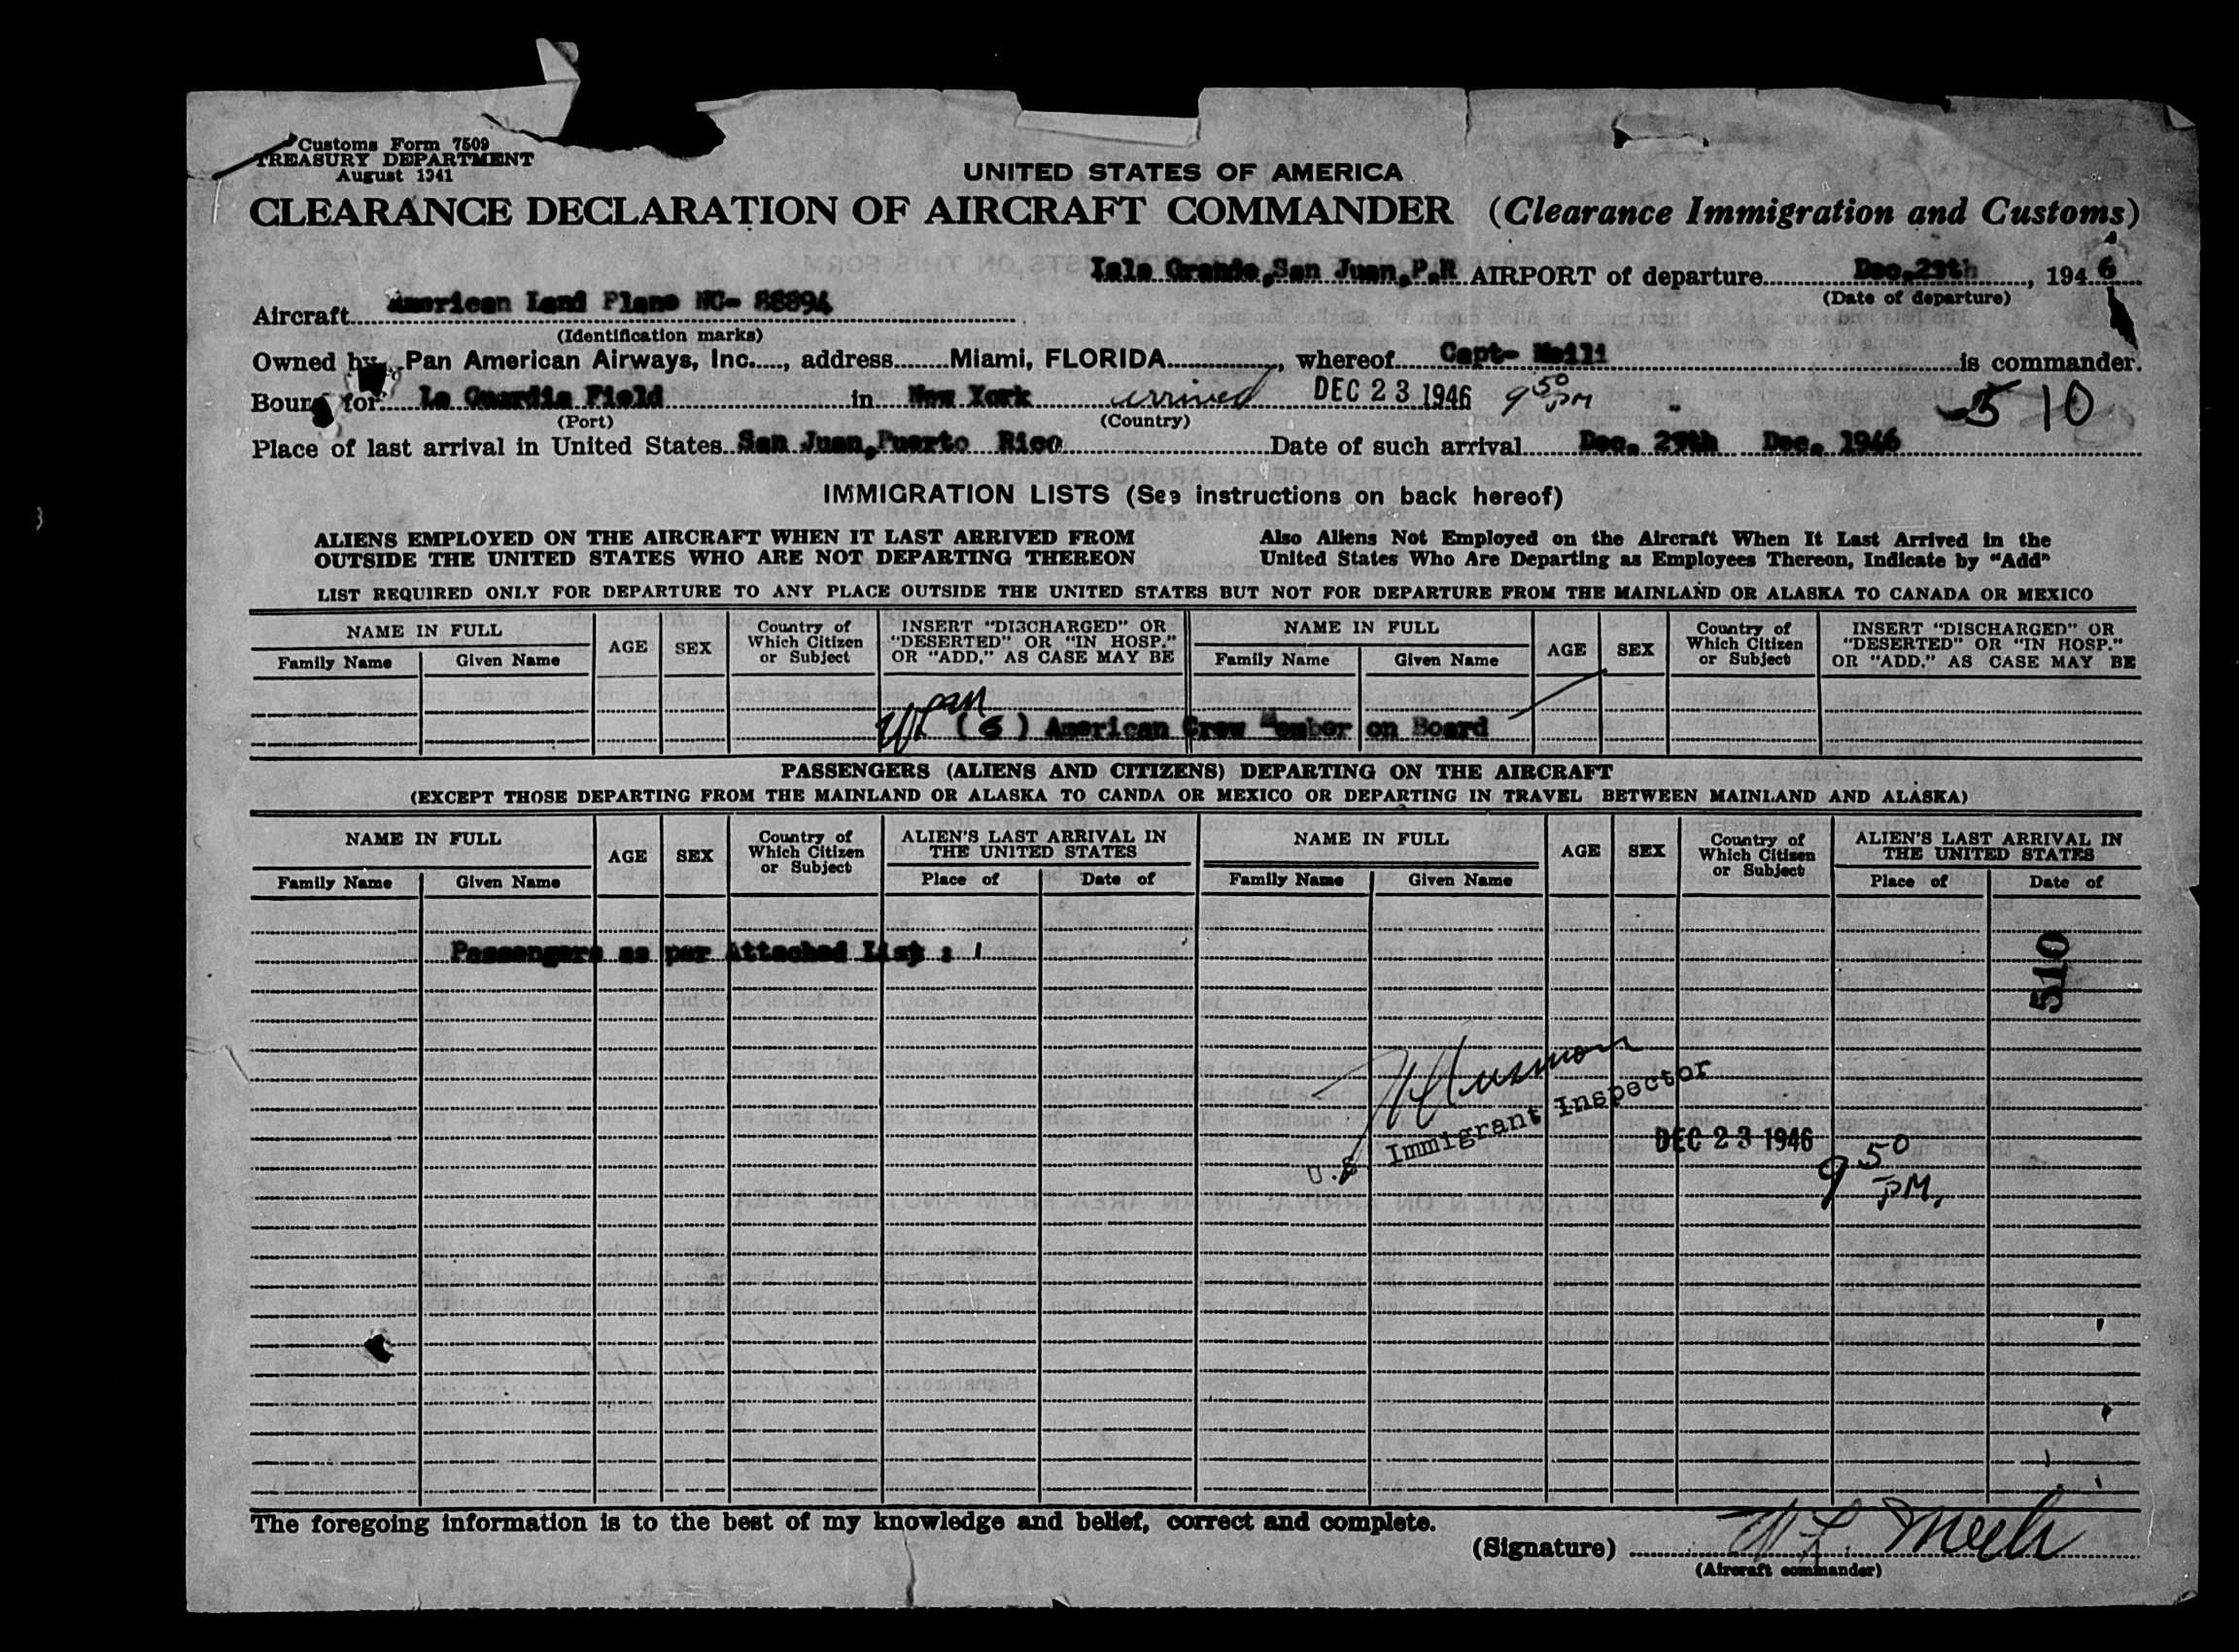 Customs Form 7509
TREASURY DEPARTMENT
August 1941
UNITED STATES OF AMERICA
CLEARANCE DECLARATION OF AIRCRAFT COMMANDER (Clearance Immigration and Customs)
Isla Grande, San Juan, P.R AIRPORT of departure Dec. 23th, 1946
(Date of departure)
Aircraft American Land Plane NC- 88894
(Identification marks)
Owned by Pan American Airways, Inc., address Miami, FLORIDA, whereof Capt- Meili is commander.
Bound for La Guardia Field in New York arrived DEC 23 1946 9 50 PM 5 10
(Port) (Country)
Place of last arrival in United States San Juan, Puerto Rico Date of such arrival Dec. Dec. 1946
IMMIGRATION LISTS (See instructions on back hereof)
ALIENS EMPLOYED ON THE AIRCRAFT WHEN IT LAST ARRIVED FROM OUTSIDE THE UNITED STATES WHO ARE NOT DEPARTING THEREON
Also Aliens Not Employed on the Aircraft When It Last Arrived in the United States Who Are Departing as Employees Thereon, Indicate by "Add"
LIST REQUIRED ONLY FOR DEPARTURE TO ANY PLACE OUTSIDE THE UNITED STATES BUT NOT FOR DEPARTURE FROM THE MAINLAND OR ALASKA TO CANADA OR MEXICO
NAME IN FULL AGE SEX Country of Which Citizen or Subject INSERT "DISCHARGED" OR "DESERTED" OR "IN HOSP." OR "ADD." AS CASE MAY BE NAME IN FULL AGE SEX Country of Which Citizen or Subject INSERT "DISCHARGED" OR "DESERTED" OR "IN HOSP." OR "ADD." AS CASE MAY BE
Family Name Given Name Family Name Given Name
( 6 ) American Crew Member on Board
PASSENGERS (ALIENS AND CITIZENS) DEPARTING ON THE AIRCRAFT
(EXCEPT THOSE DEPARTING FROM THE MAINLAND OR ALASKA TO CANDA OR MEXICO OR DEPARTING IN TRAVEL BETWEEN MAINLAND AND ALASKA)
NAME IN FULL AGE SEX Country of Which Citizen or Subject ALIEN'S LAST ARRIVAL IN THE UNITED STATES NAME IN FULL AGE SEX Country of Which Citizen or Subject ALIEN'S LAST ARRIVAL IN THE UNITED STATES
Family Name Given Name Place of Date of Family Name Given Name Place of Date of
Passengers as per Attached List :
510
U.S Immigrant Inspector
DEC 23 1946
9 50 PM.
The foregoing information is to the best of my knowledge and belief, correct and complete.
(Signature)
(Aircraft commander)